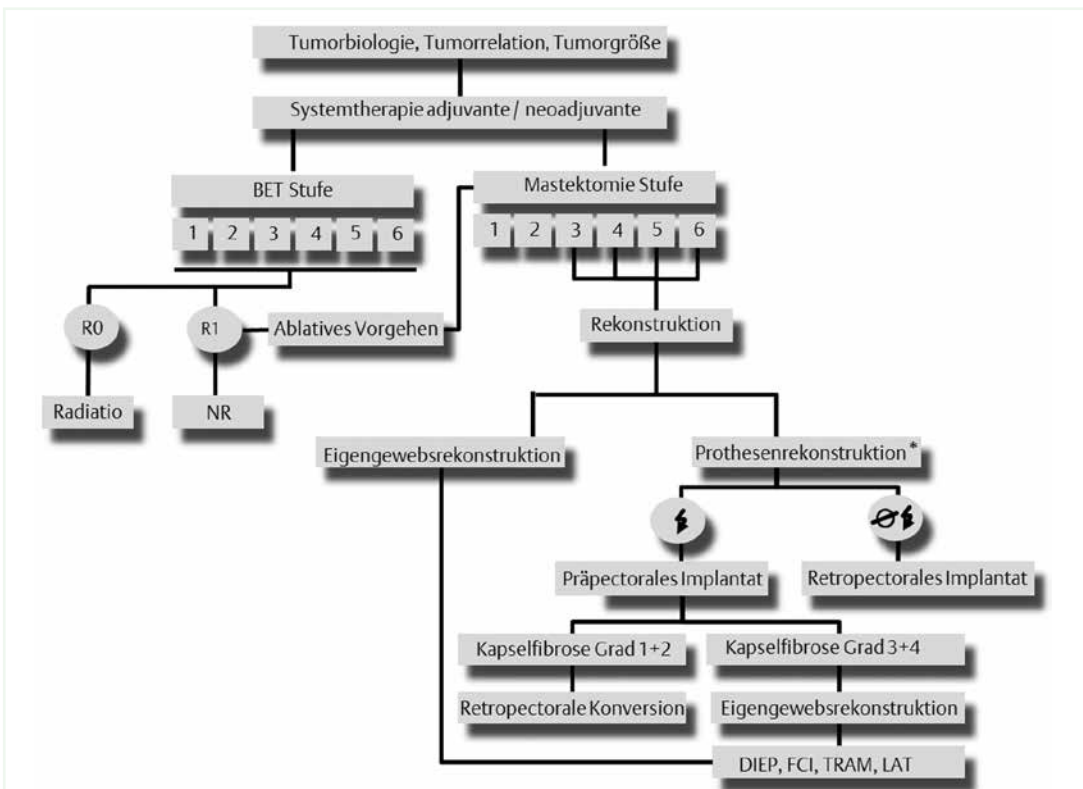 Tumorbiologie, Tumorrelation, Tumorgröße
Systemtherapie adjuvante / neoadjuvante
BET Stufe
1 2 3 4 5 6
Mastektomie Stufe
1 2 3 4 5 6
R0
R1
Ablatives Vorgehen
Rekonstruktion
Radiatio
NR
Eigengewebsrekonstruktion
Prothesenrekonstruktion*
Präpectorales Implantat
Retropectorales Implantat
Kapselfibrose Grad 1+2
Kapselfibrose Grad 3+4
Retropectorale Konversion
Eigengewebsrekonstruktion
DIEP, FCI, TRAM, LAT